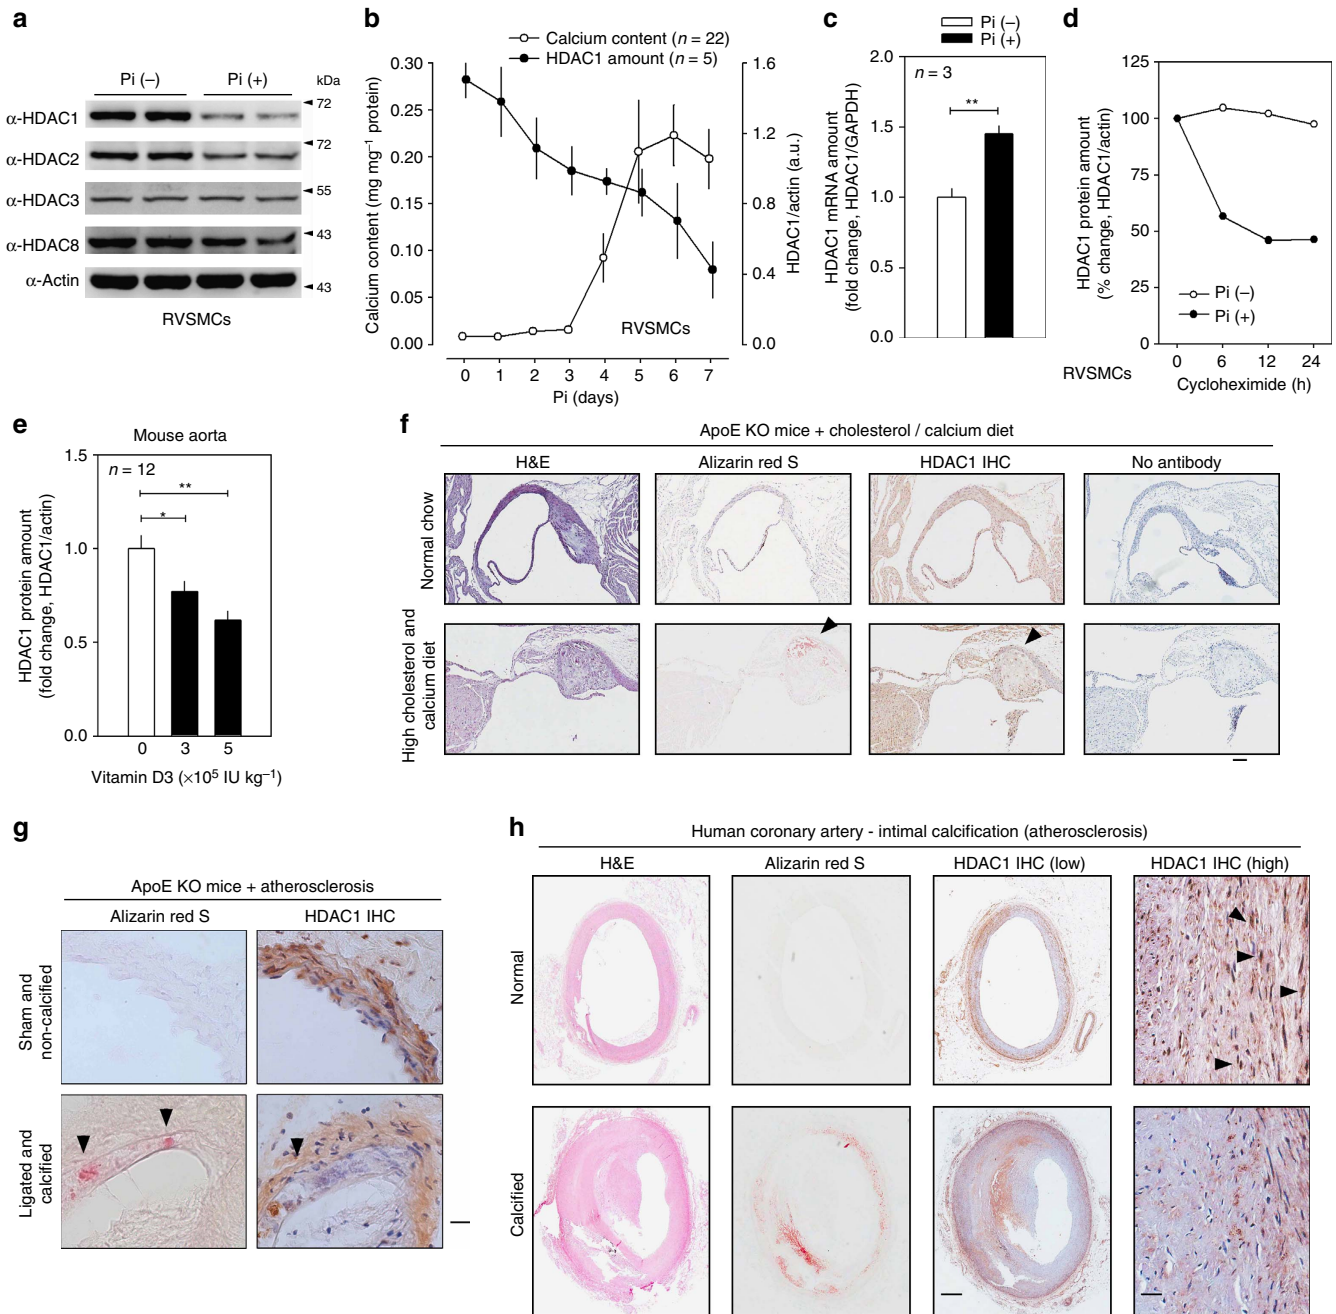 a
Pi (–) Pi (+) kDa
α-HDAC1 72
α-HDAC2 72
α-HDAC3 55
α-HDAC8 43
α-Actin 43
RVSMCs
b
Calcium content (n = 22)
HDAC1 amount (n = 5)
Calcium content (mg mg⁻¹ protein)
0.30
0.25
0.20
0.15
0.10
0.05
0.00
HDAC1/actin (a.u.)
1.6
1.2
0.8
0.4
0.0
RVSMCs
0 1 2 3 4 5 6 7
Pi (days)
c
Pi (–)
Pi (+)
n = 3
**
HDAC1 mRNA amount
(fold change, HDAC1/GAPDH)
2.0
1.5
1.0
0.5
0.0
d
HDAC1 protein amount
(% change, HDAC1/actin)
125
100
75
50
25
0
Pi (–)
Pi (+)
0 6 12 24
RVSMCs
Cycloheximide (h)
e
Mouse aorta
n = 12
**
*
HDAC1 protein amount
(fold change, HDAC1/actin)
1.5
1.0
0.5
0.0
0 3 5
Vitamin D3 (×10⁵ IU kg⁻¹)
f
ApoE KO mice + cholesterol / calcium diet
H&E Alizarin red S HDAC1 IHC No antibody
Normal chow
High cholesterol and
calcium diet
g
ApoE KO mice + atherosclerosis
Alizarin red S HDAC1 IHC
Sham and
non-calcified
Ligated and
calcified
h
Human coronary artery - intimal calcification (atherosclerosis)
H&E Alizarin red S HDAC1 IHC (low) HDAC1 IHC (high)
Normal
Calcified